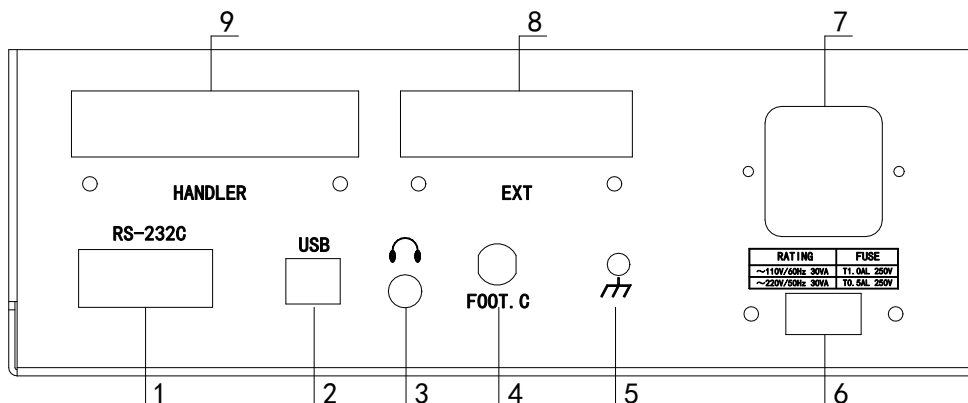 9 8 7
HANDLER EXT
RS-232C USB
RATING FUSE
~110V/60Hz 30VA T1.0AL 250V
~220V/50Hz 30VA T0.5AL 250V
FOOT.C
1 2 3 4 5 6